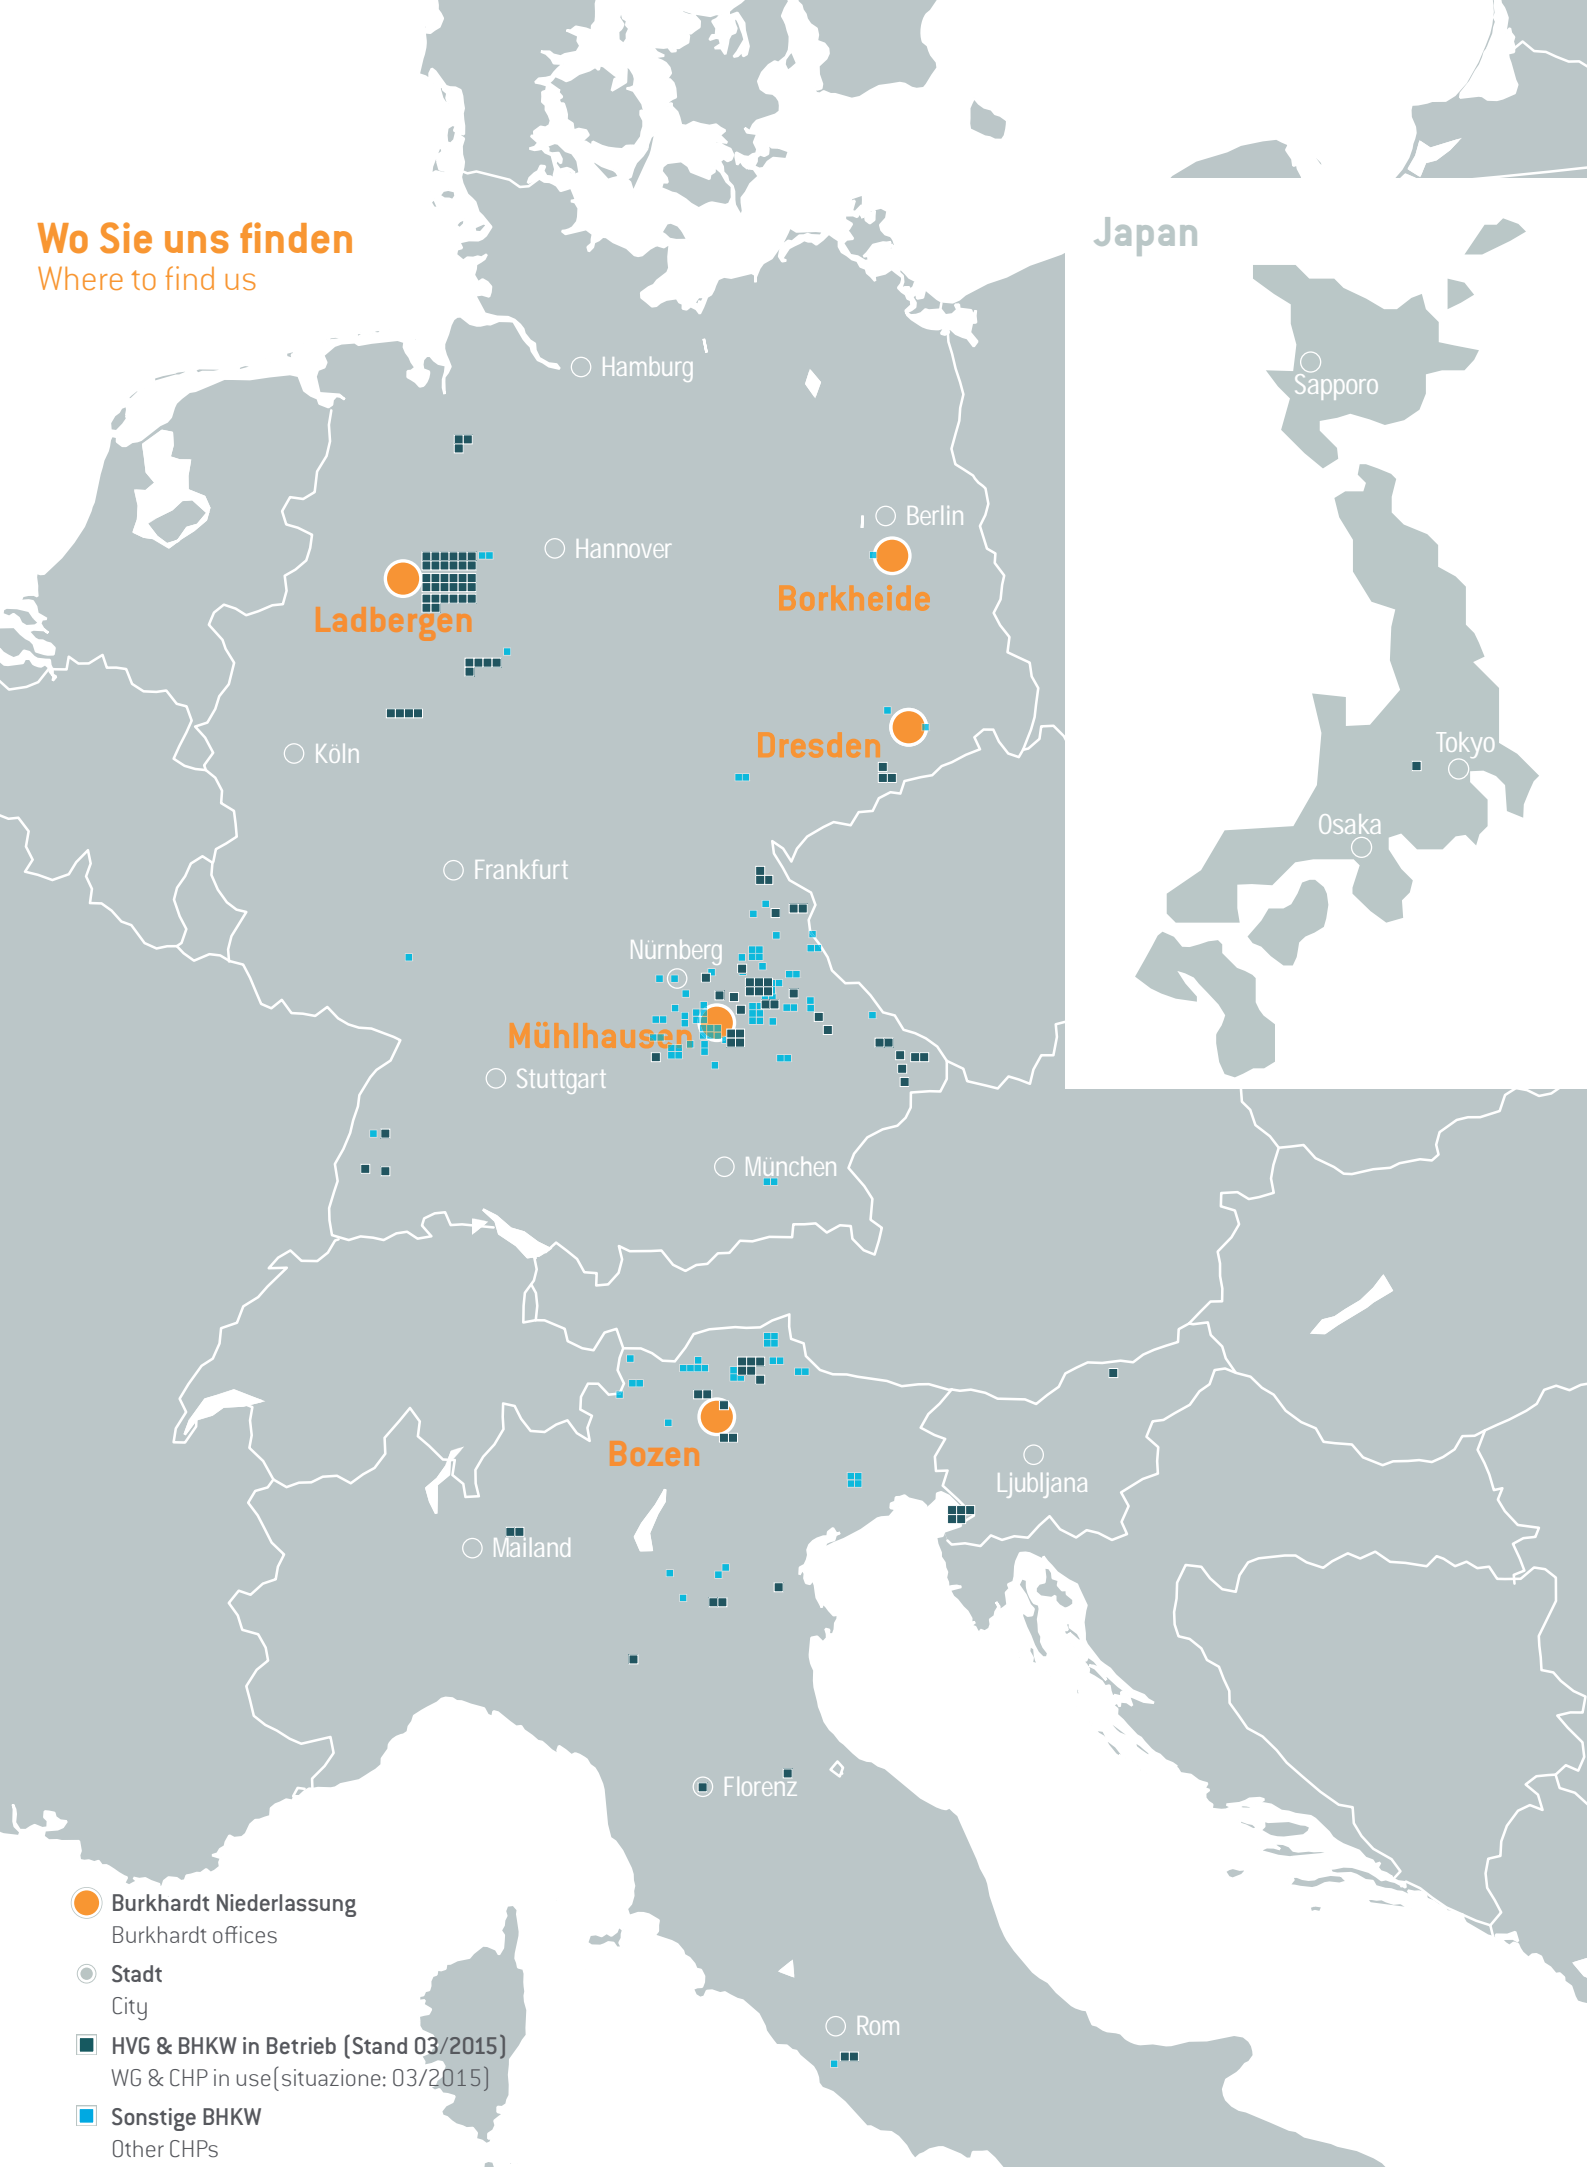 Wo Sie uns finden
Where to find us
Japan
Sapporo
Hamburg
Berlin
Hannover
Borkheide
Ladbergen
Tokyo
Dresden
Köln
Osaka
Frankfurt
Nürnberg
Mühlhausen
Stuttgart
München
Bozen
Ljubljana
Mailand
Florenz
Burkhardt Niederlassung
Burkhardt offices
Stadt
City
Rom
HVG & BHKW in Betrieb (Stand 03/2015)
WG & CHP in use(situazione: 03/2015)
Sonstige BHKW
Other CHPs